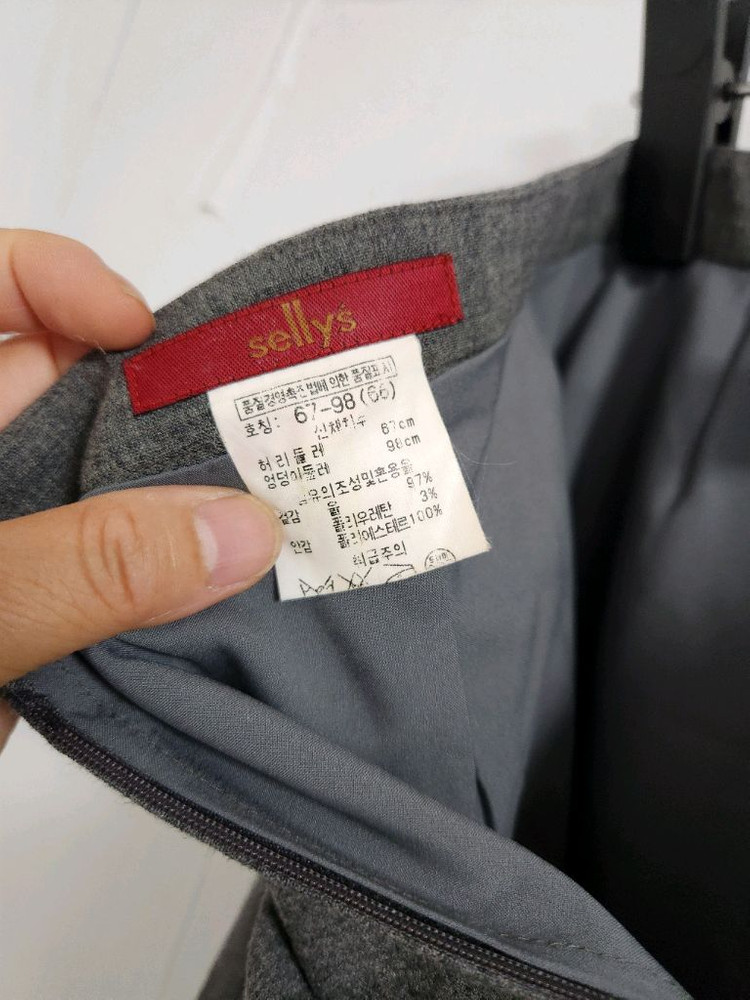 sellys
품질경영촉진법에 의한 품질표시
호칭: 67-98(66)
신체치수
허리둘레 67cm
엉덩이둘레 98cm
섬유의조성및혼용율
겉감 97%
폴리우레탄 3%
안감 폴리에스테르100%
취급주의